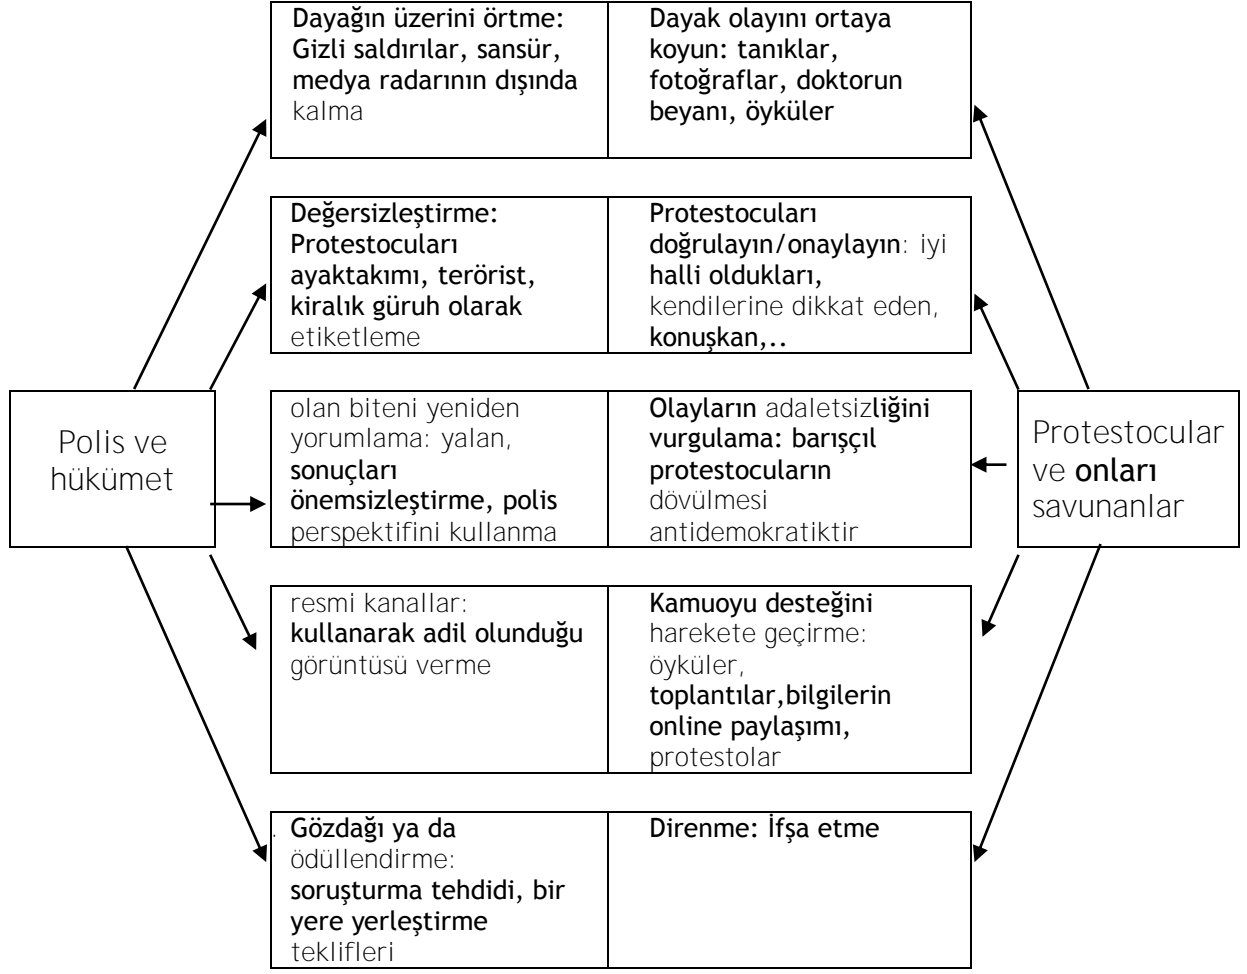 Dayağın üzerini örtme:
Gizli saldırılar, sansür,
medya radarının dışında
kalma
Dayak olayını ortaya
koyun: tanıklar,
fotoğraflar, doktorun
beyanı, öyküler
Değersizleştirme:
Protestocuları
ayaktakımı, terörist,
kiralık güruh olarak
etiketleme
Protestocuları
doğrulayın/onaylayın: iyi
halli oldukları,
kendilerine dikkat eden,
konuşkan,..
Polis ve
hükümet
olan biteni yeniden
yorumlama: yalan,
sonuçları
önemsizleştirme, polis
perspektifini kullanma
Olayların adaletsizliğini
vurgulama: barışçıl
protestocuların
dövülmesi
antidemokratiktir
Protestocular
ve onları
savunanlar
resmi kanallar:
kullanarak adil olunduğu
görüntüsü verme
Kamuoyu desteğini
harekete geçirme:
öyküler,
toplantılar,bilgilerin
online paylaşımı,
protestolar
. Gözdağı ya da
ödüllendirme:
soruşturma tehdidi, bir
yere yerleştirme
teklifleri
Direnme: İfşa etme